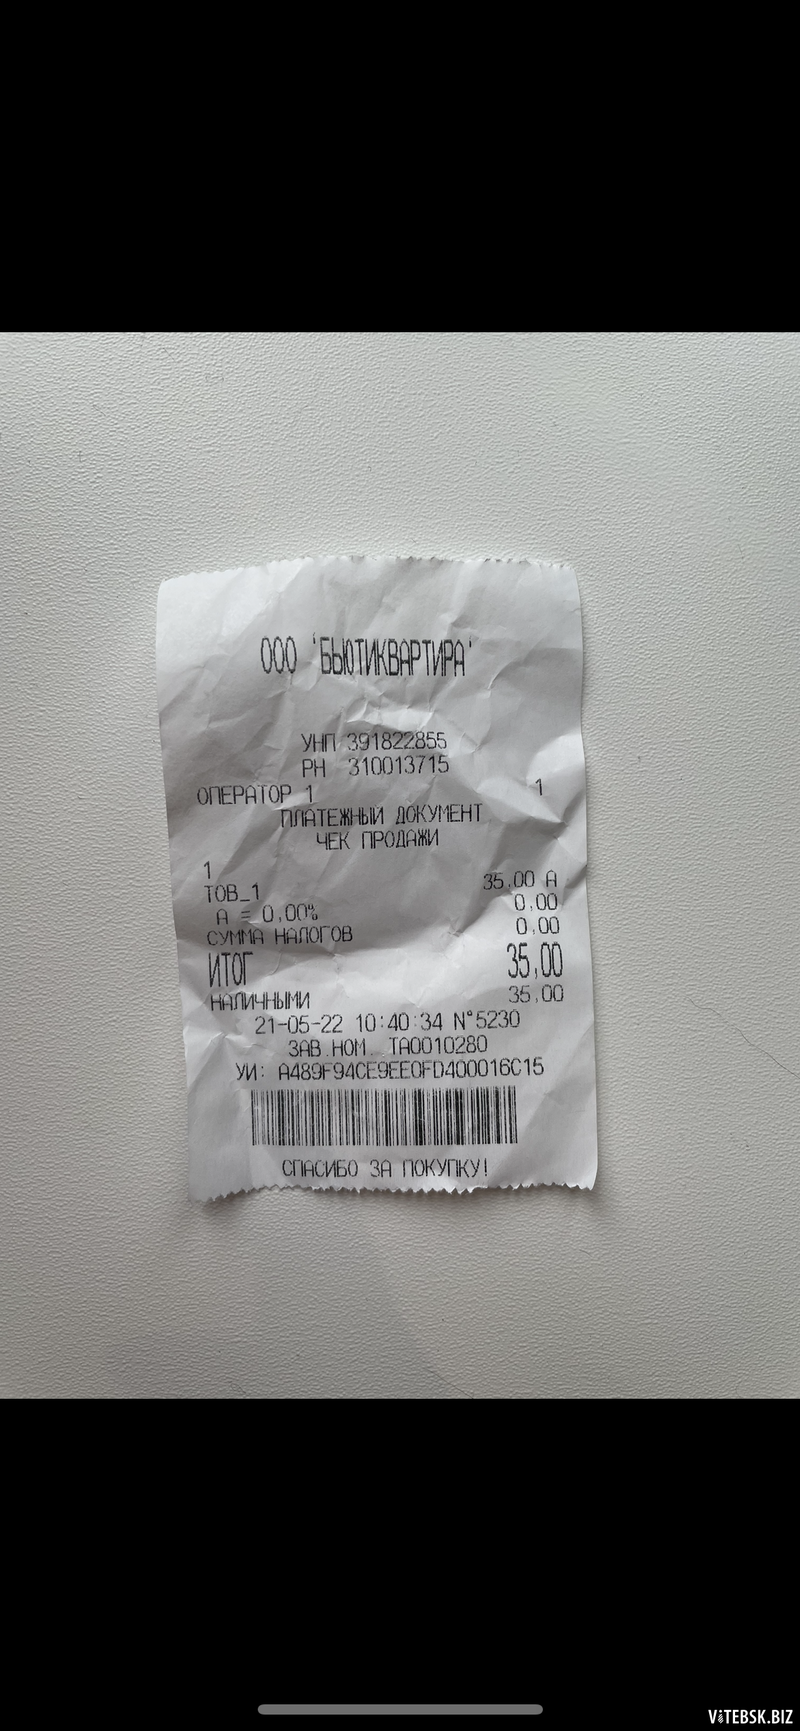 ООО 'БЬЮТИКВАРТИРА'
УНП 391822855
РН 310013715
ОПЕРАТОР 1 1
ПЛАТЕЖНЫЙ ДОКУМЕНТ
ЧЕК ПРОДАЖИ
1
ТОВ_1 35.00 А
А = 0,00% 0,00
СУММА НАЛОГОВ 0,00
ИТОГ 35,00
НАЛИЧНЫМИ 35,00
21-05-22 10:40:34 N°5230
ЗАВ.НОМ. ТА0010280
УИ: A489F94CE9EE0FD400016C15
СПАСИБО ЗА ПОКУПКУ!
VITEBSK.BIZ